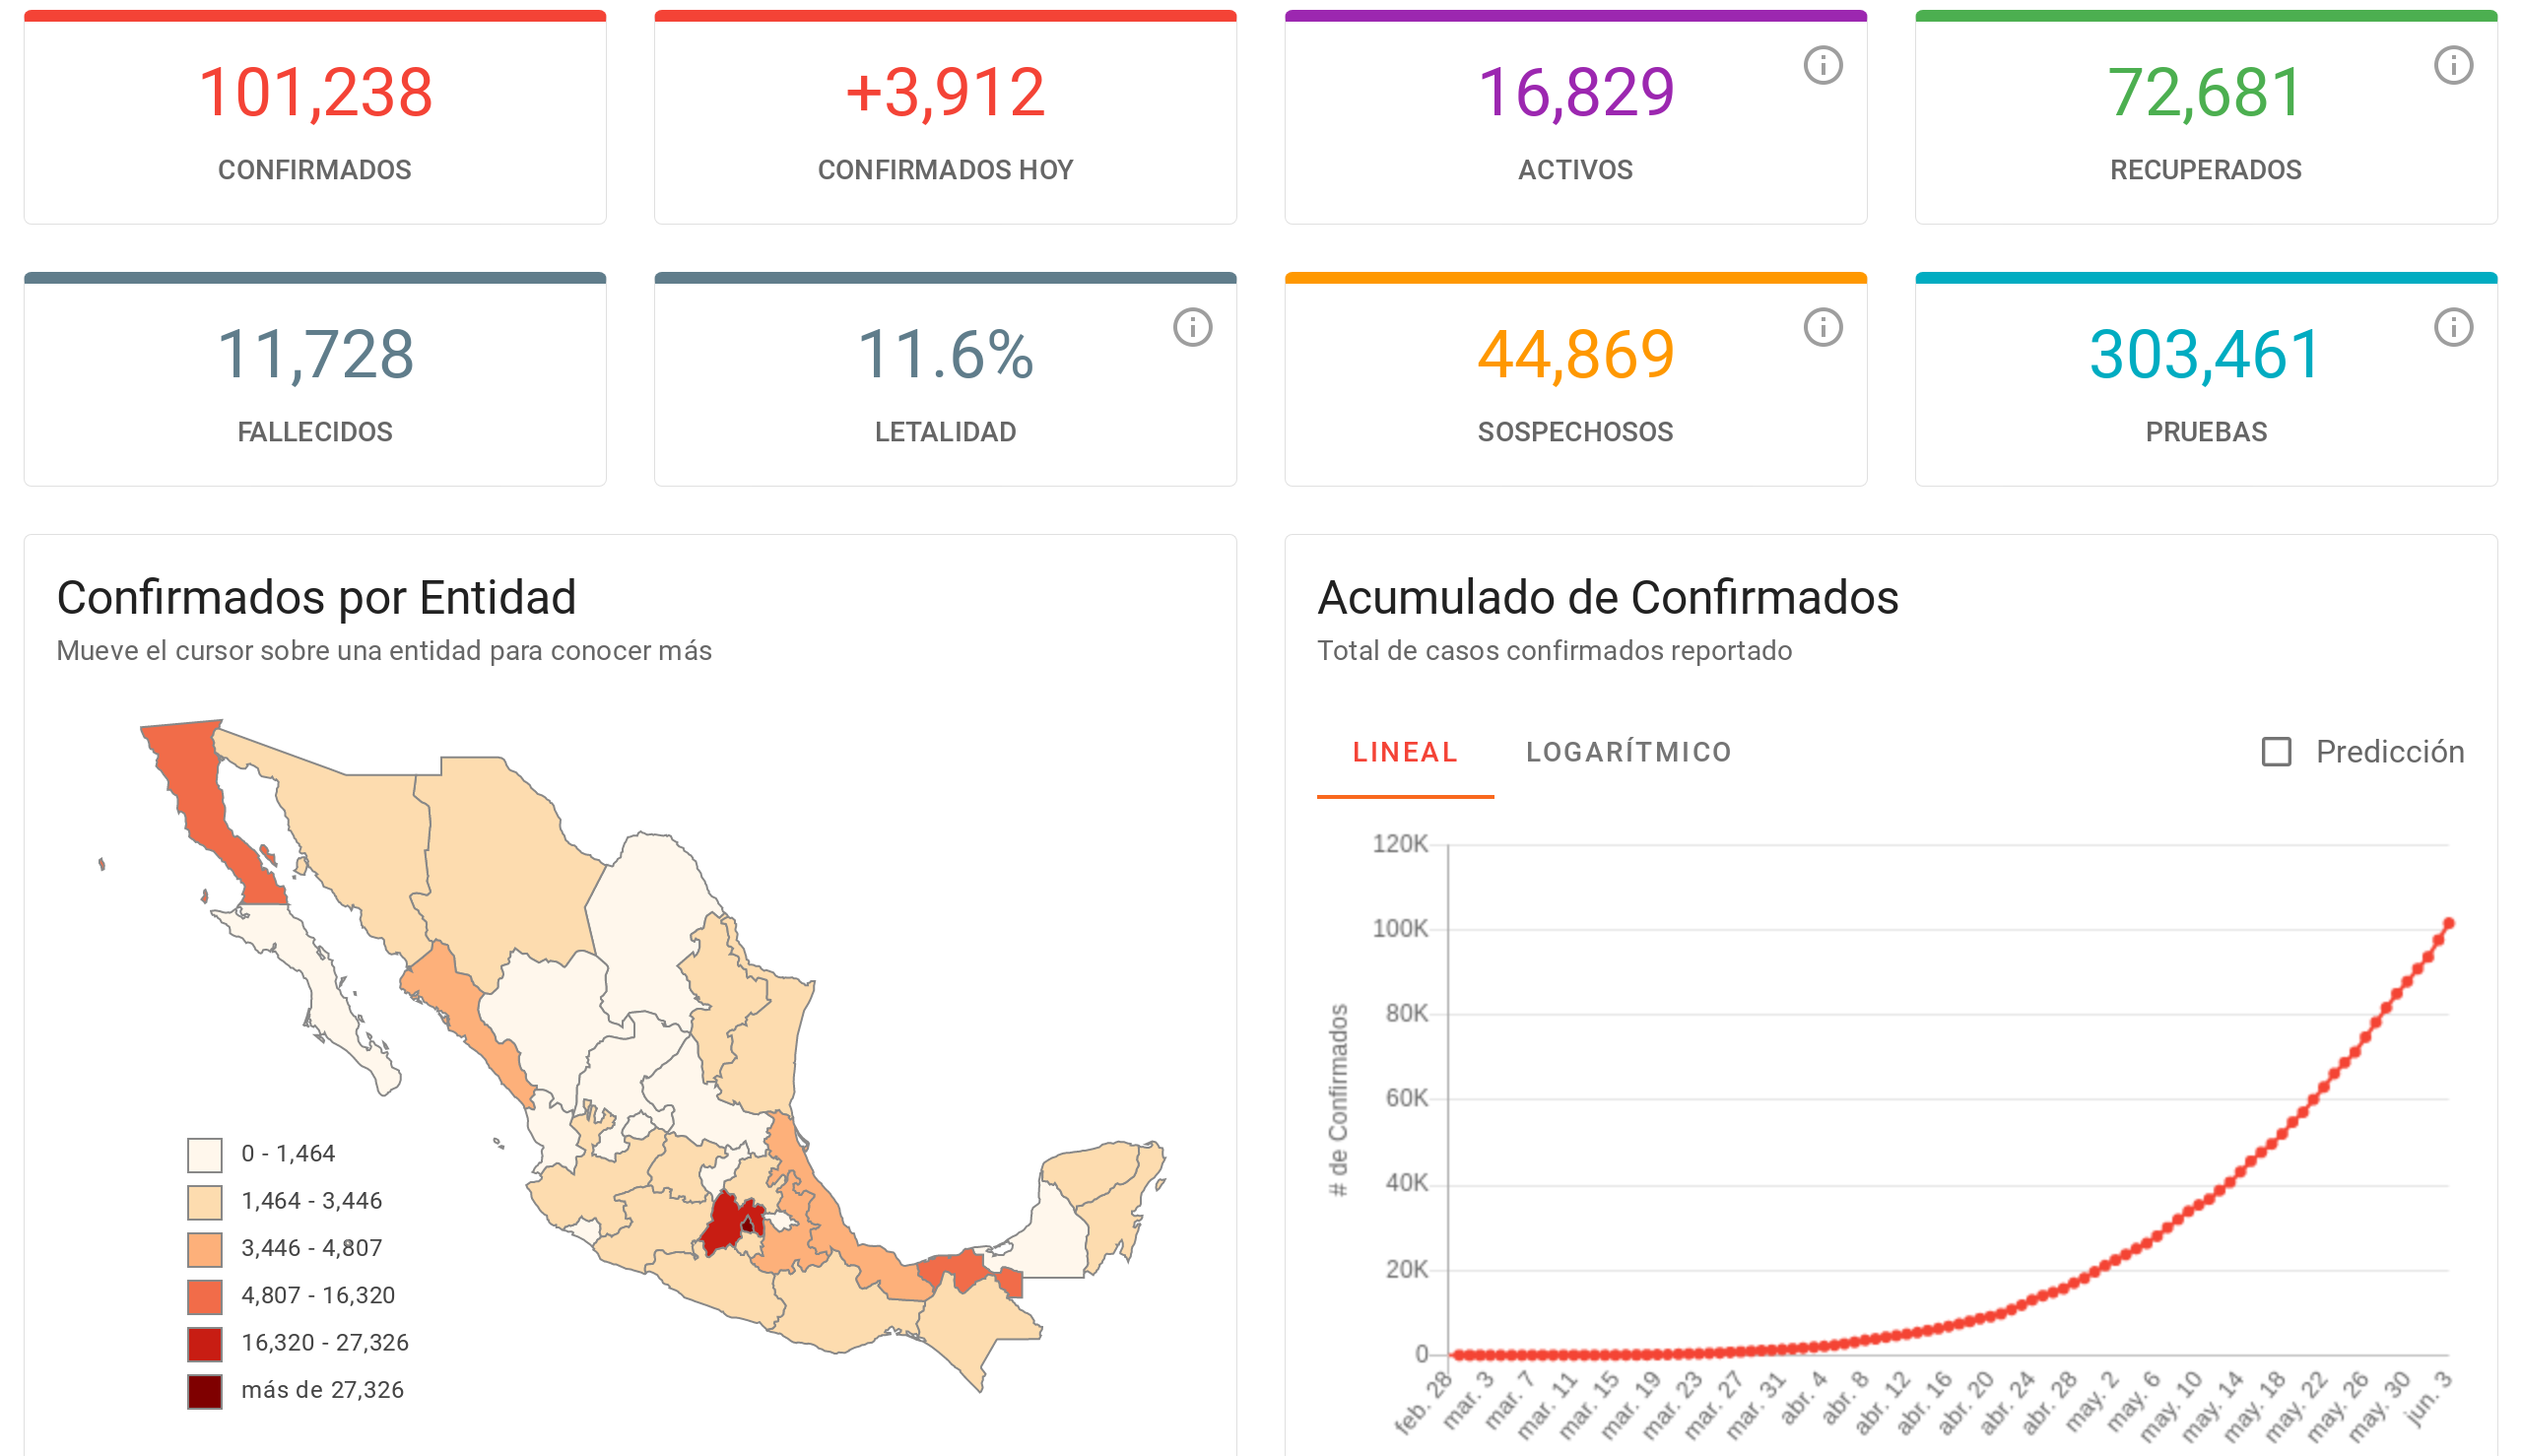 101,238
CONFIRMADOS
+3,912
CONFIRMADOS HOY
16,829
ACTIVOS
72,681
RECUPERADOS
11,728
FALLECIDOS
11.6%
LETALIDAD
44,869
SOSPECHOSOS
303,461
PRUEBAS
Confirmados por Entidad
Mueve el cursor sobre una entidad para conocer más
0 - 1,464
1,464 - 3,446
3,446 - 4,807
4,807 - 16,320
16,320 - 27,326
más de 27,326
Acumulado de Confirmados
Total de casos confirmados reportado
LINEAL
LOGARÍTMICO
Predicción
120K
100K
80K
60K
40K
20K
0
# de Confirmados
feb. 28
mar. 3
mar. 7
mar. 11
mar. 15
mar. 19
mar. 23
mar. 27
mar. 31
abr. 4
abr. 8
abr. 12
abr. 16
abr. 20
abr. 24
abr. 28
may. 2
may. 6
may. 10
may. 14
may. 18
may. 22
may. 26
may. 30
jun. 3